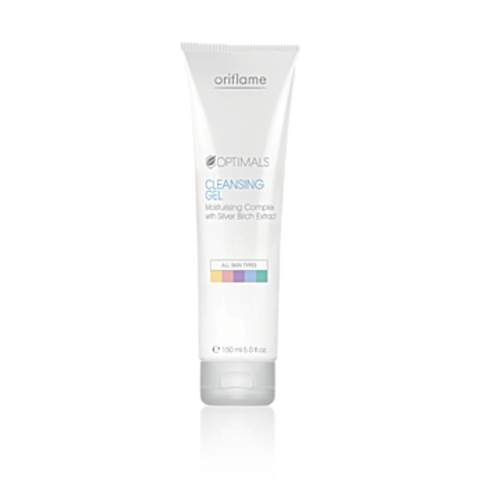 oriflame
OPTIMALS
CLEANSING
GEL
Moisturising Complex
with Silver Birch Extract
ALL SKIN TYPES
℮ 150 ml 5.0 fl.oz.